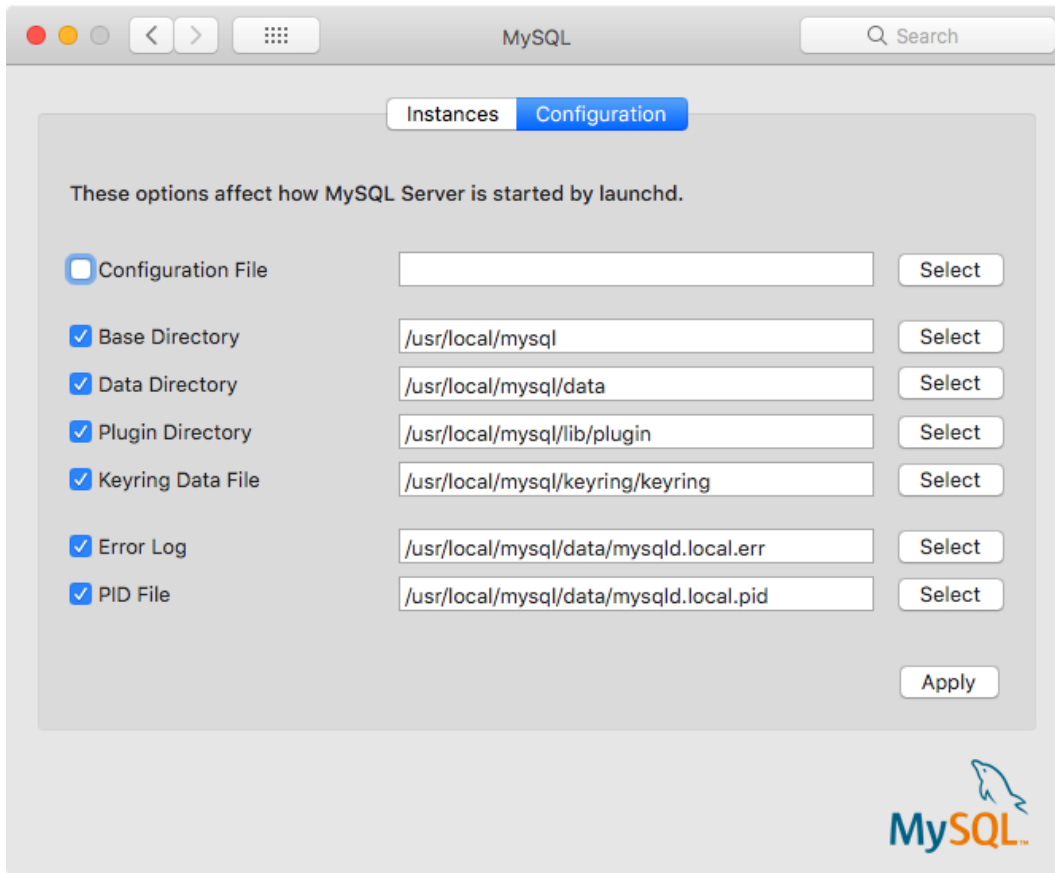 MySQL
Search
Instances
Configuration
These options affect how MySQL Server is started by launchd.
Configuration File
Select
Base Directory
/usr/local/mysql
Select
Data Directory
/usr/local/mysql/data
Select
Plugin Directory
/usr/local/mysql/lib/plugin
Select
Keyring Data File
/usr/local/mysql/keyring/keyring
Select
Error Log
/usr/local/mysql/data/mysqld.local.err
Select
PID File
/usr/local/mysql/data/mysqld.local.pid
Select
Apply
MySQL™